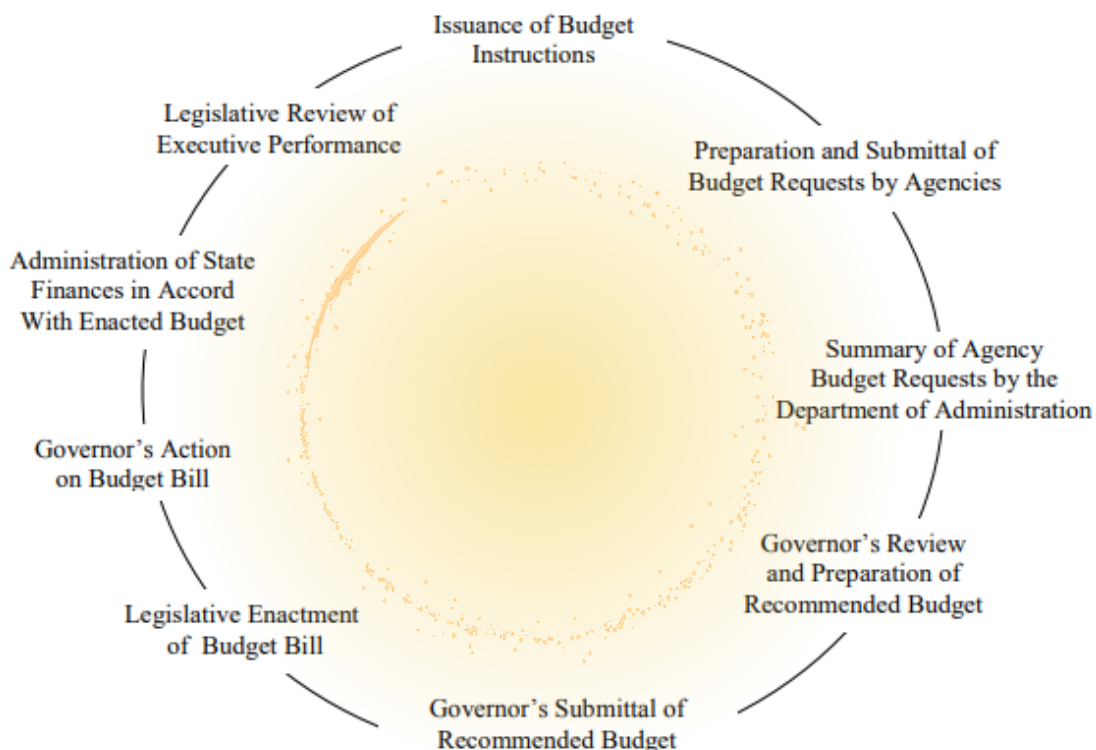 Issuance of Budget
Instructions
Preparation and Submittal of
Budget Requests by Agencies
Summary of Agency
Budget Requests by the
Department of Administration
Governor’s Review
and Preparation of
Recommended Budget
Governor’s Submittal of
Recommended Budget
Legislative Enactment
of Budget Bill
Governor’s Action
on Budget Bill
Administration of State
Finances in Accord
With Enacted Budget
Legislative Review of
Executive Performance